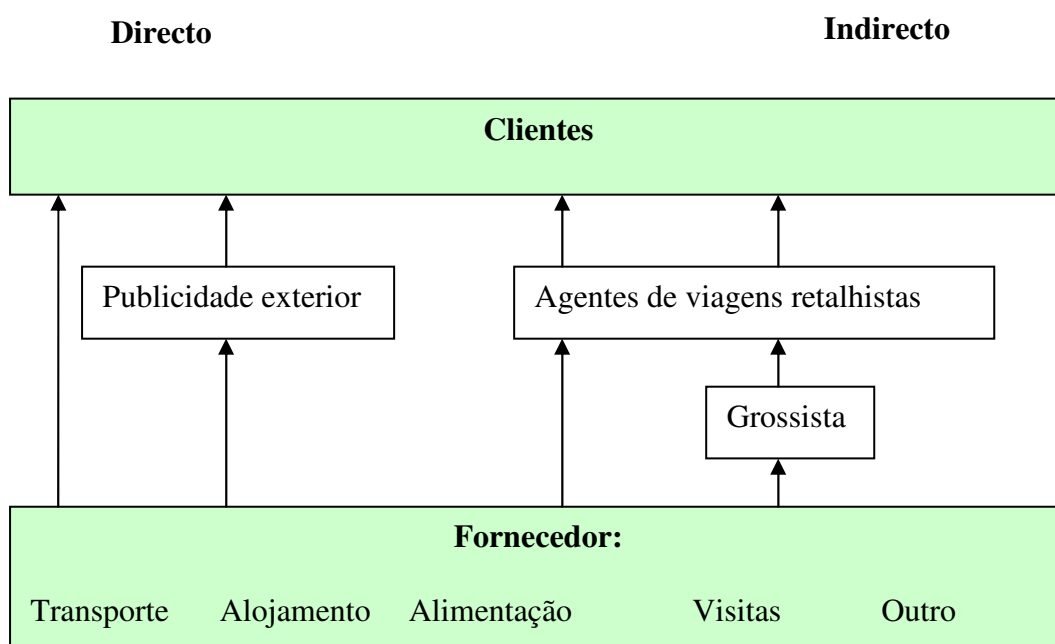 Directo Indirecto
Clientes
Publicidade exterior
Agentes de viagens retalhistas
Grossista
Fornecedor:
Transporte Alojamento Alimentação Visitas Outro